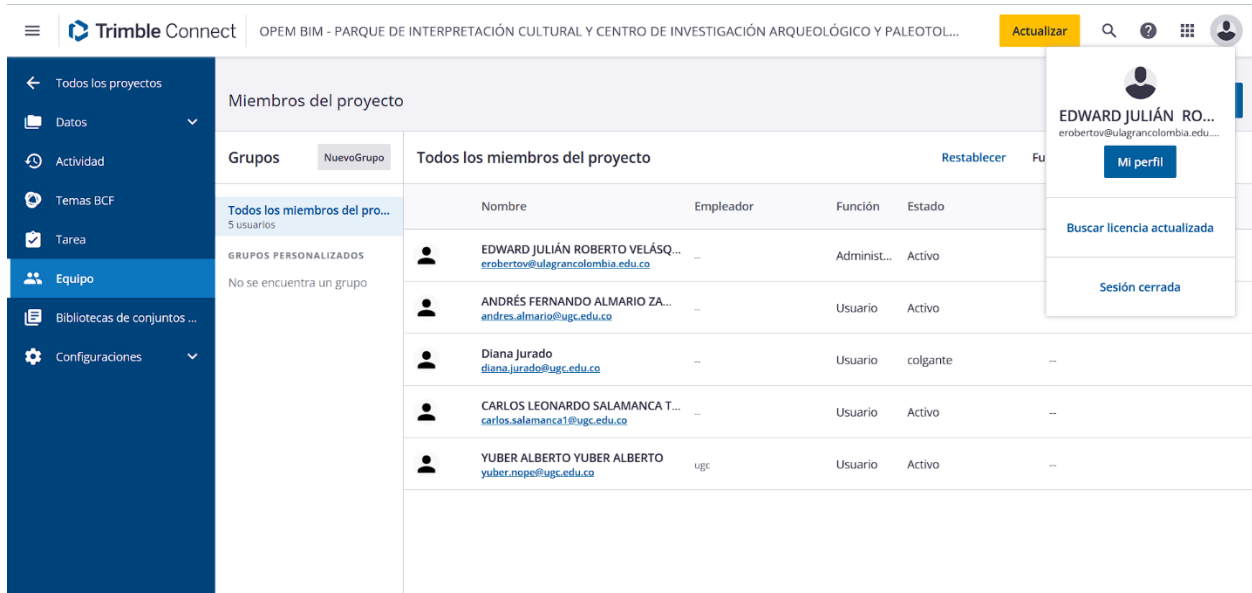 Trimble Connect
OPEM BIM - PARQUE DE INTERPRETACIÓN CULTURAL Y CENTRO DE INVESTIGACIÓN ARQUEOLÓGICO Y PALEOTOL...
Actualizar
Todos los proyectos
Datos
Actividad
Temas BCF
Tarea
Equipo
Bibliotecas de conjuntos ...
Configuraciones
Miembros del proyecto
Grupos
NuevoGrupo
Todos los miembros del pro...
5 usuarios
GRUPOS PERSONALIZADOS
No se encuentra un grupo
Todos los miembros del proyecto
Restablecer
Fu
Nombre Empleador Función Estado
EDWARD JULIÁN ROBERTO VELÁSQ... -- Administ... Activo
erobertov@ulagrancolombia.edu.co
ANDRÉS FERNANDO ALMARIO ZA... -- Usuario Activo
andres.almario@ugc.edu.co
Diana Jurado -- Usuario colgante --
diana.jurado@ugc.edu.co
CARLOS LEONARDO SALAMANCA T... -- Usuario Activo --
carlos.salamanca1@ugc.edu.co
YUBER ALBERTO YUBER ALBERTO ugc Usuario Activo --
yuber.nope@ugc.edu.co
EDWARD JULIÁN RO...
erobertov@ulagrancolombia.edu....
Mi perfil
Buscar licencia actualizada
Sesión cerrada